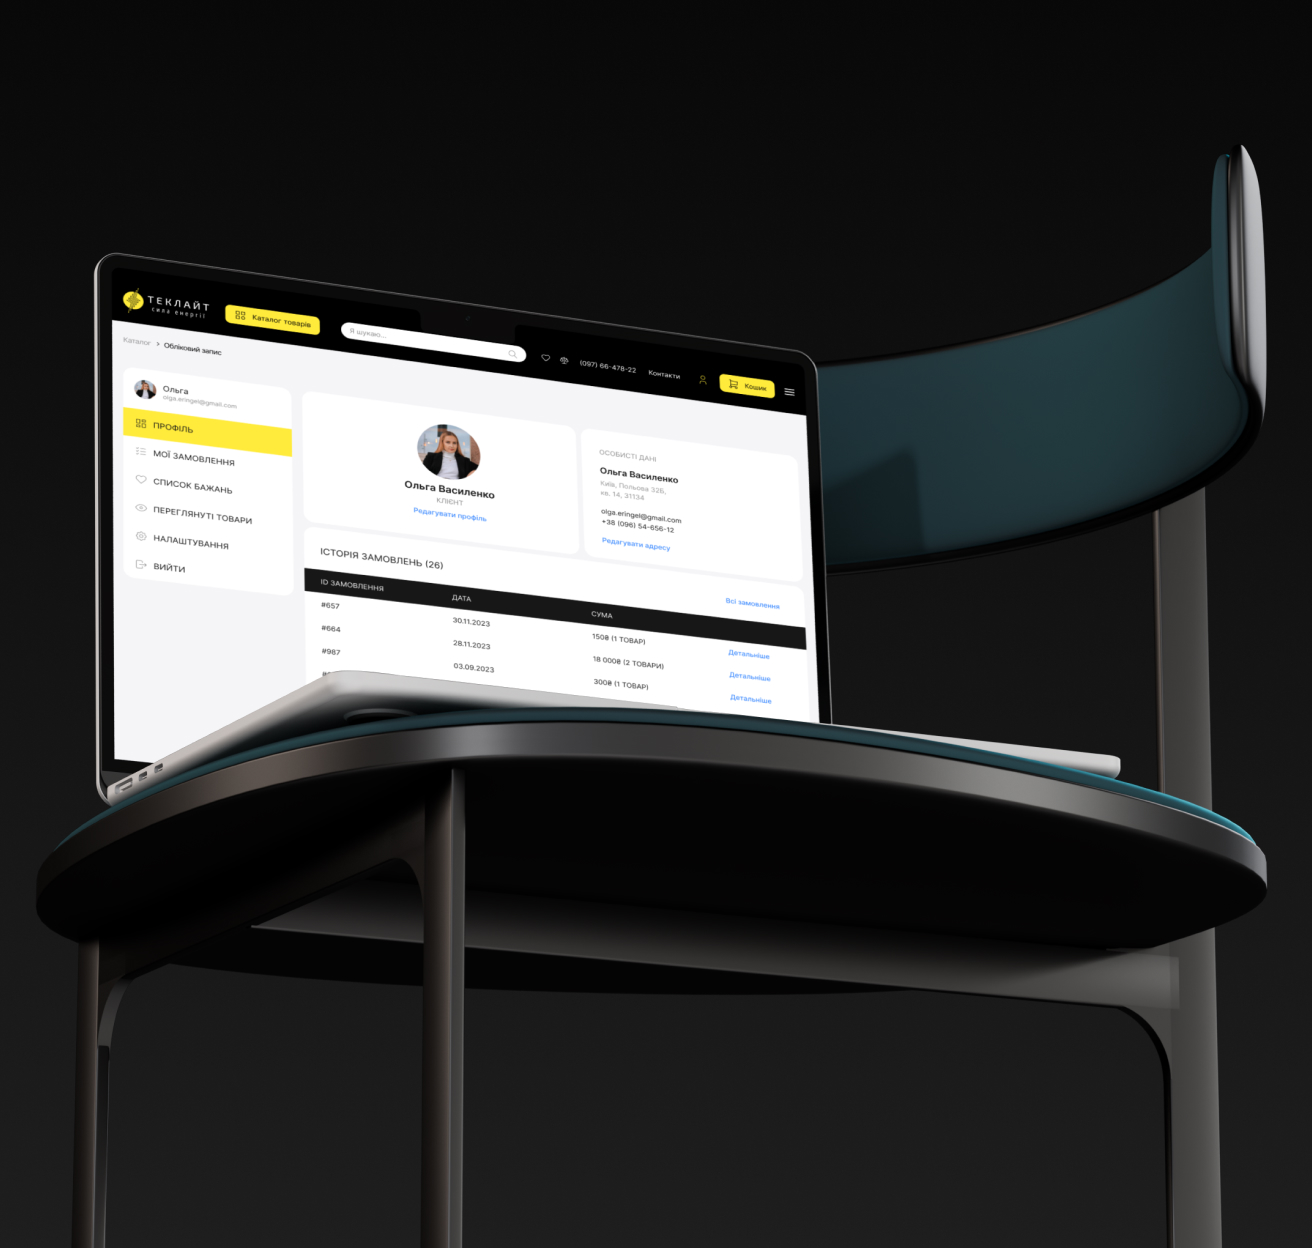 ТЕКЛАЙТ
сила енергії
Каталог товарів
Я шукаю...
(097) 66-478-22
Контакти
Кошик
Каталог > Обліковий запис
Ольга
olga.eringel@gmail.com
ПРОФІЛЬ
МОЇ ЗАМОВЛЕННЯ
СПИСОК БАЖАНЬ
ПЕРЕГЛЯНУТІ ТОВАРИ
НАЛАШТУВАННЯ
ВИЙТИ
Ольга Василенко
КЛІЄНТ
Редагувати профіль
ОСОБИСТІ ДАНІ
Ольга Василенко
Київ, Польова 32Б,
кв. 14, 31134
olga.eringel@gmail.com
+38 (096) 54-656-12
Редагувати адресу
ІСТОРІЯ ЗАМОВЛЕНЬ (26)
Всі замовлення
ID ЗАМОВЛЕННЯ ДАТА СУМА
#657 30.11.2023 150₴ (1 ТОВАР) Детальніше
#664 28.11.2023 18 000₴ (2 ТОВАРИ) Детальніше
#987 03.09.2023 300₴ (1 ТОВАР) Детальніше